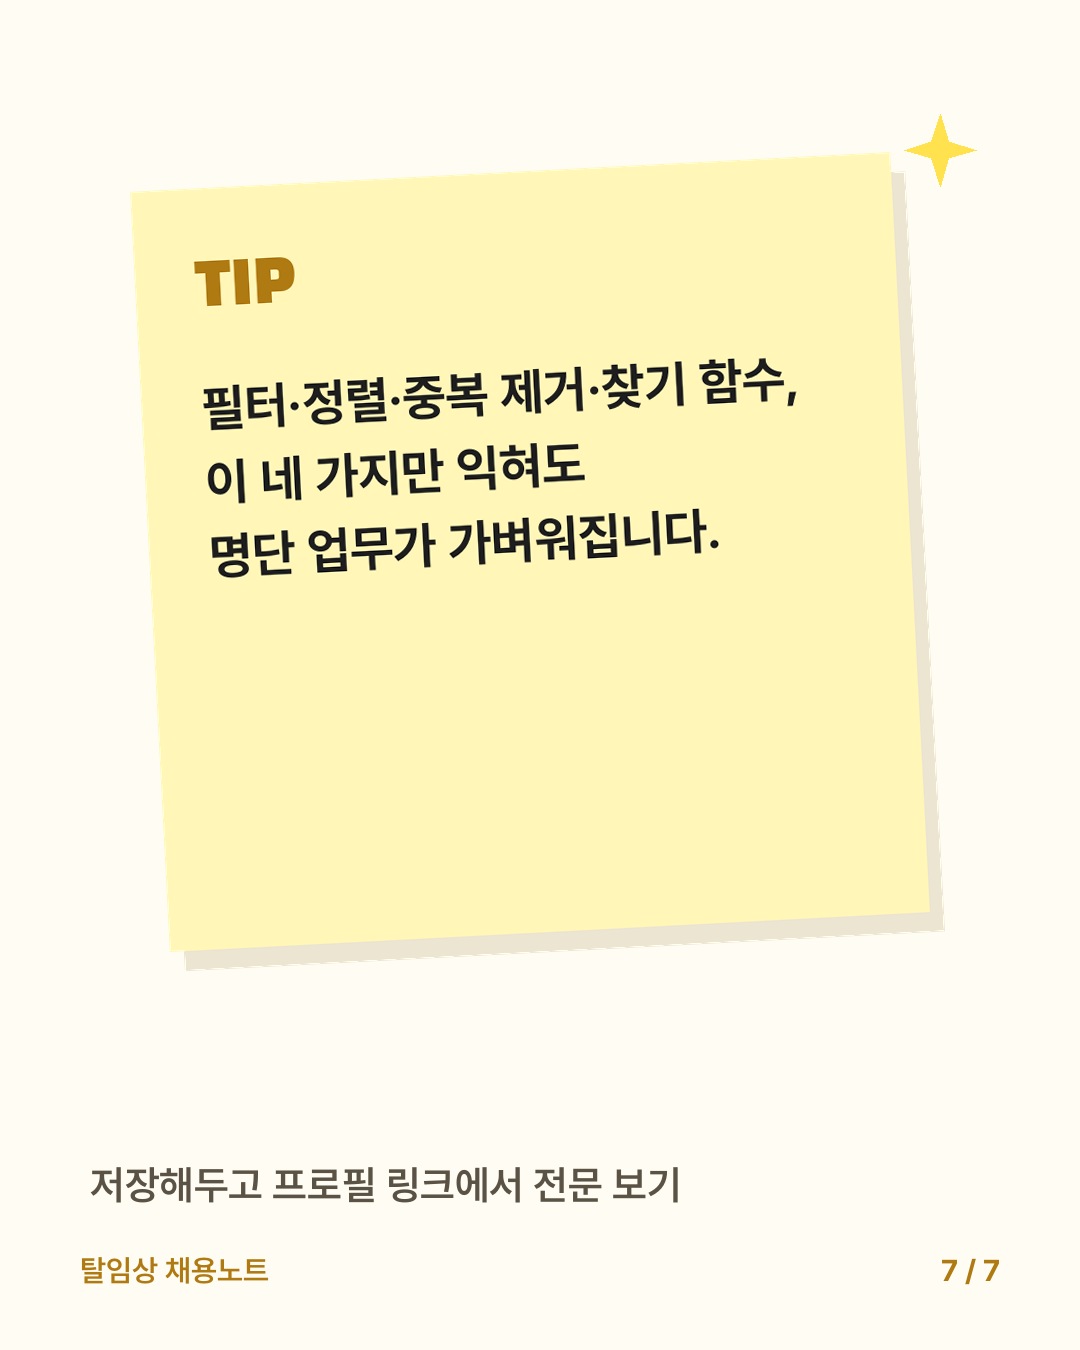 TIP
필터·정렬·중복 제거·찾기 함수,
이 네 가지만 익혀도
명단 업무가 가벼워집니다.
저장해두고 프로필 링크에서 전문 보기
탈임상 채용노트
7 / 7